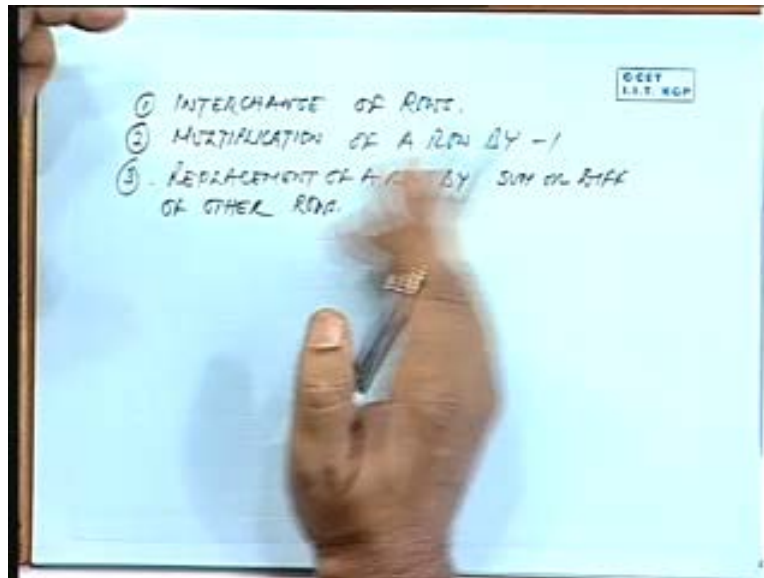 © CET
I.I.T. KGP
① INTERCHANGE OF ROWS.
② MULTIPLICATION OF A ROW BY -1
③. REPLACEMENT OF A BY SUM OR DIFF
OF OTHER ROWS.